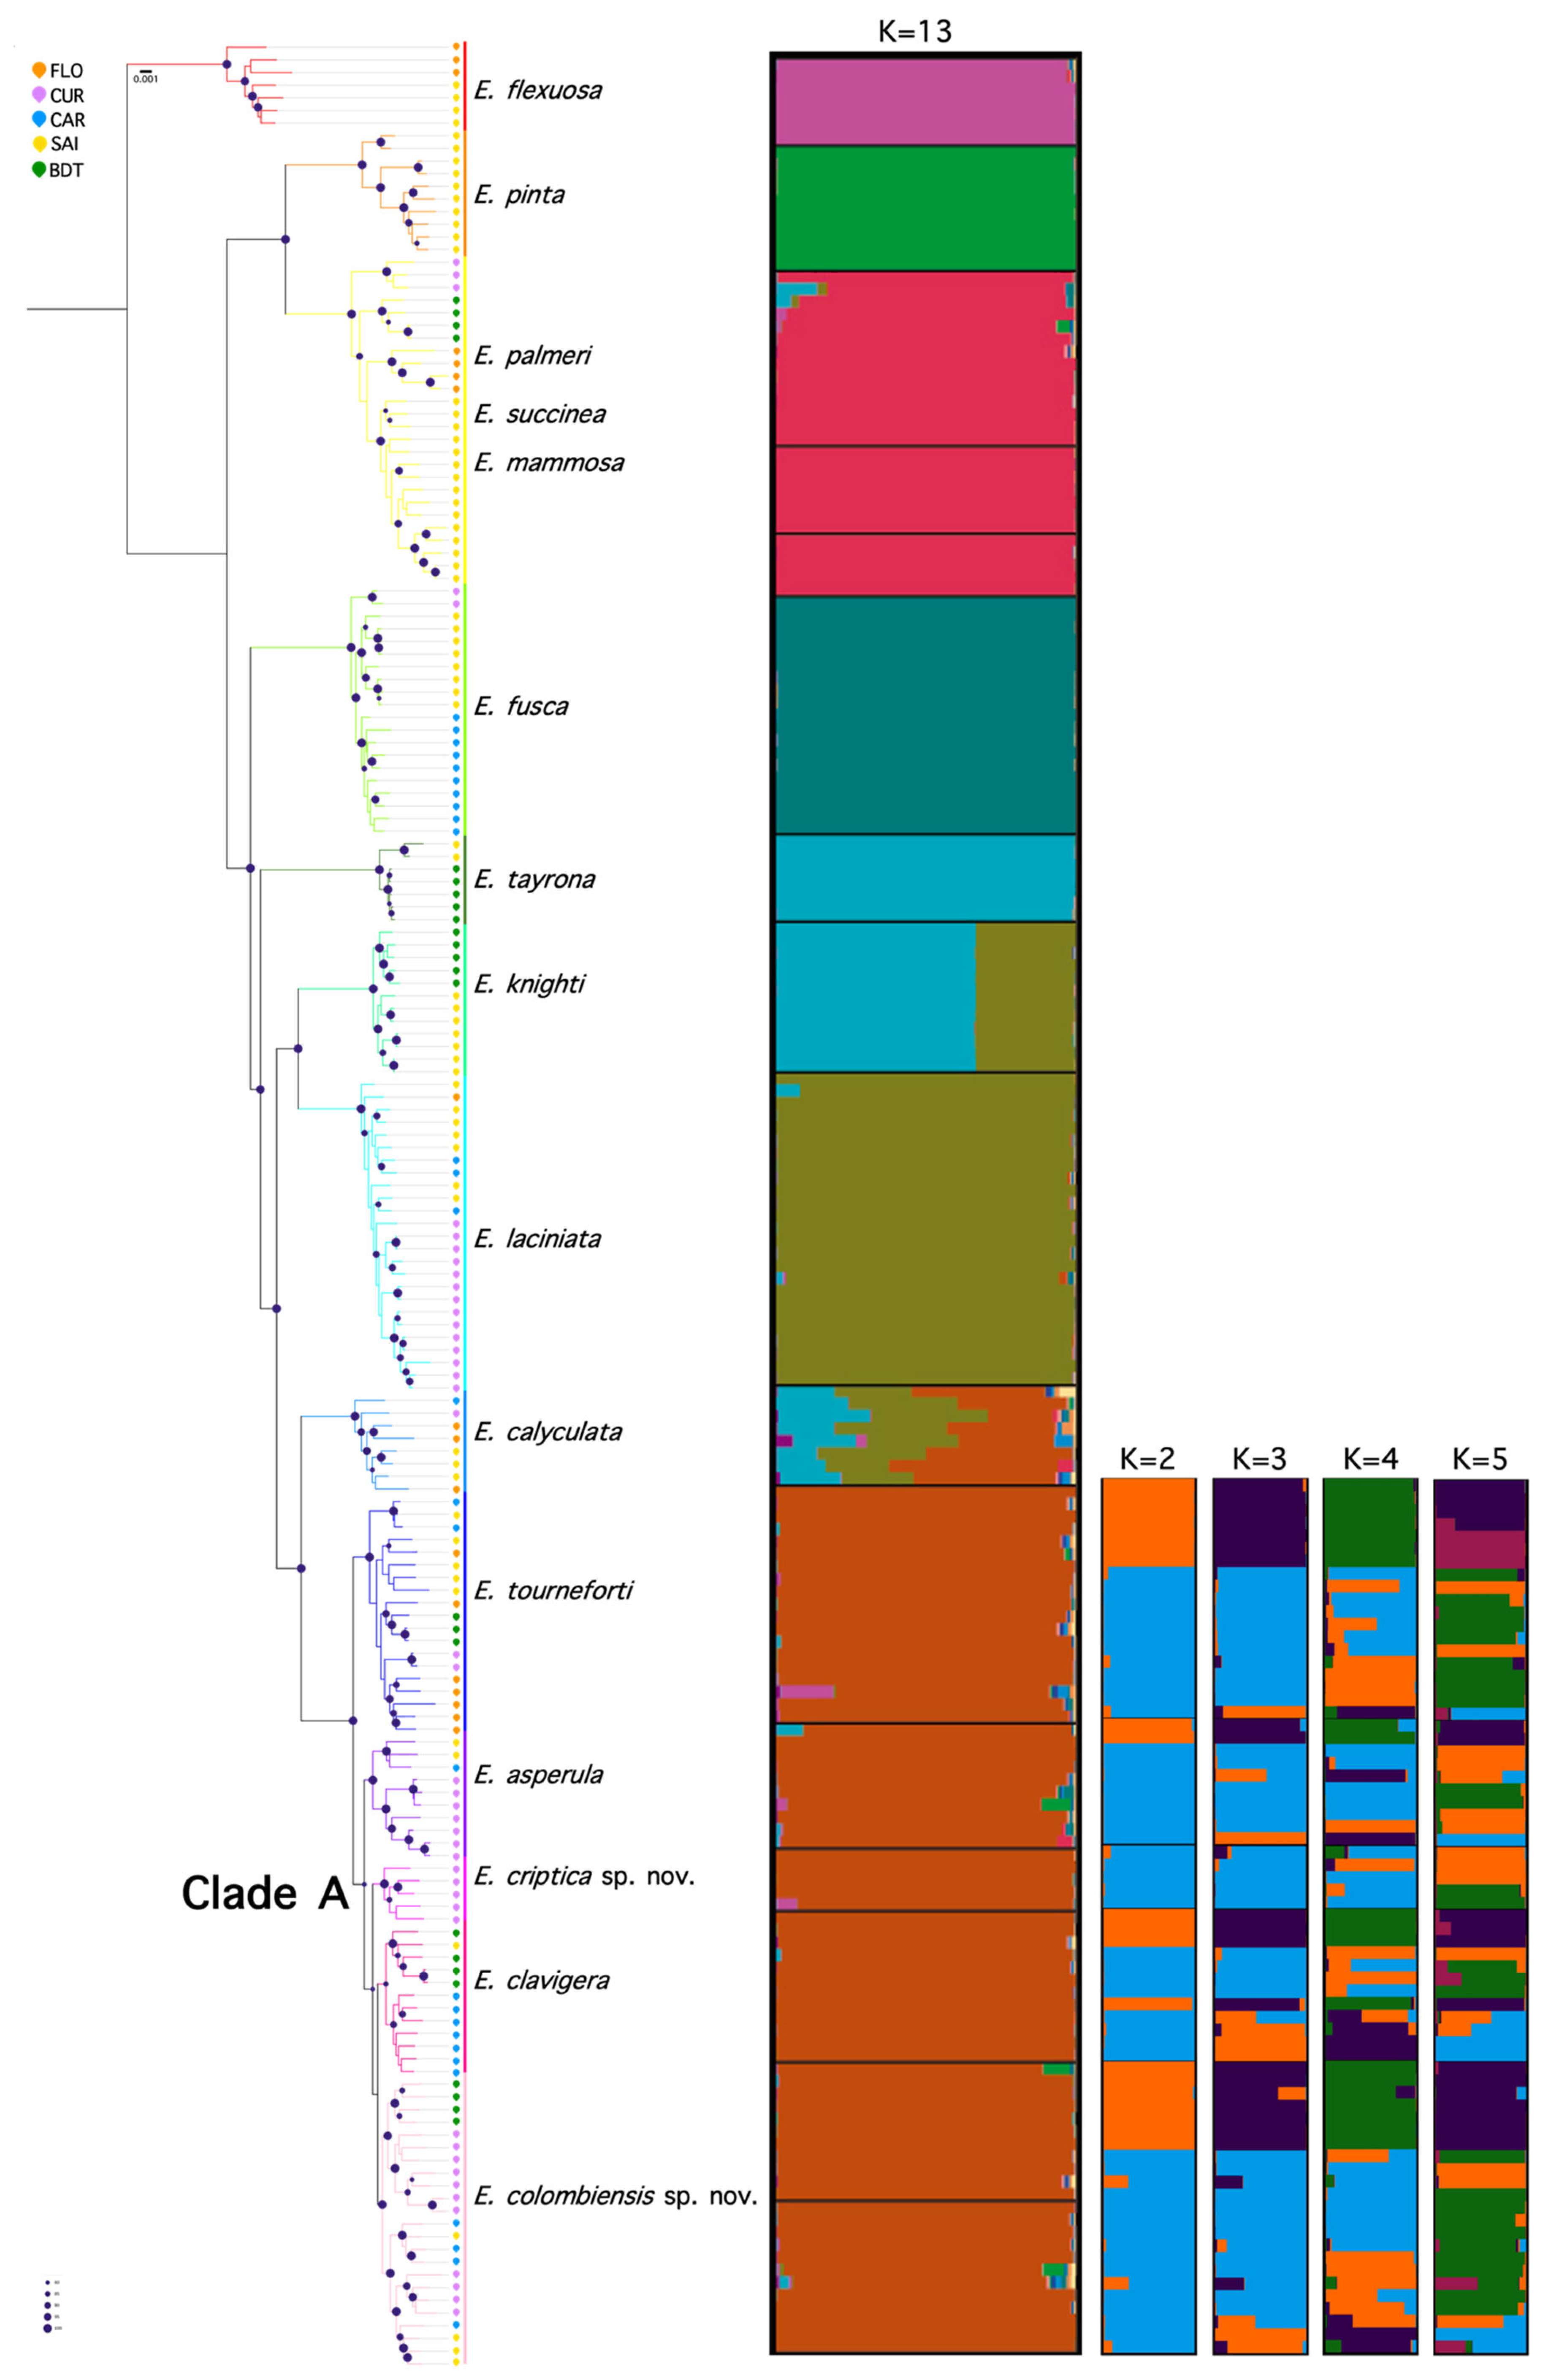 K=13
FLO
CUR
CAR
SAI
BDT
0.001
E. flexuosa
E. pinta
E. palmeri
E. succinea
E. mammosa
E. fusca
E. tayrona
E. knighti
E. laciniata
E. calyculata
K=2 K=3 K=4 K=5
E. tourneforti
E. asperula
E. criptica sp. nov.
Clade A
E. clavigera
E. colombiensis sp. nov.